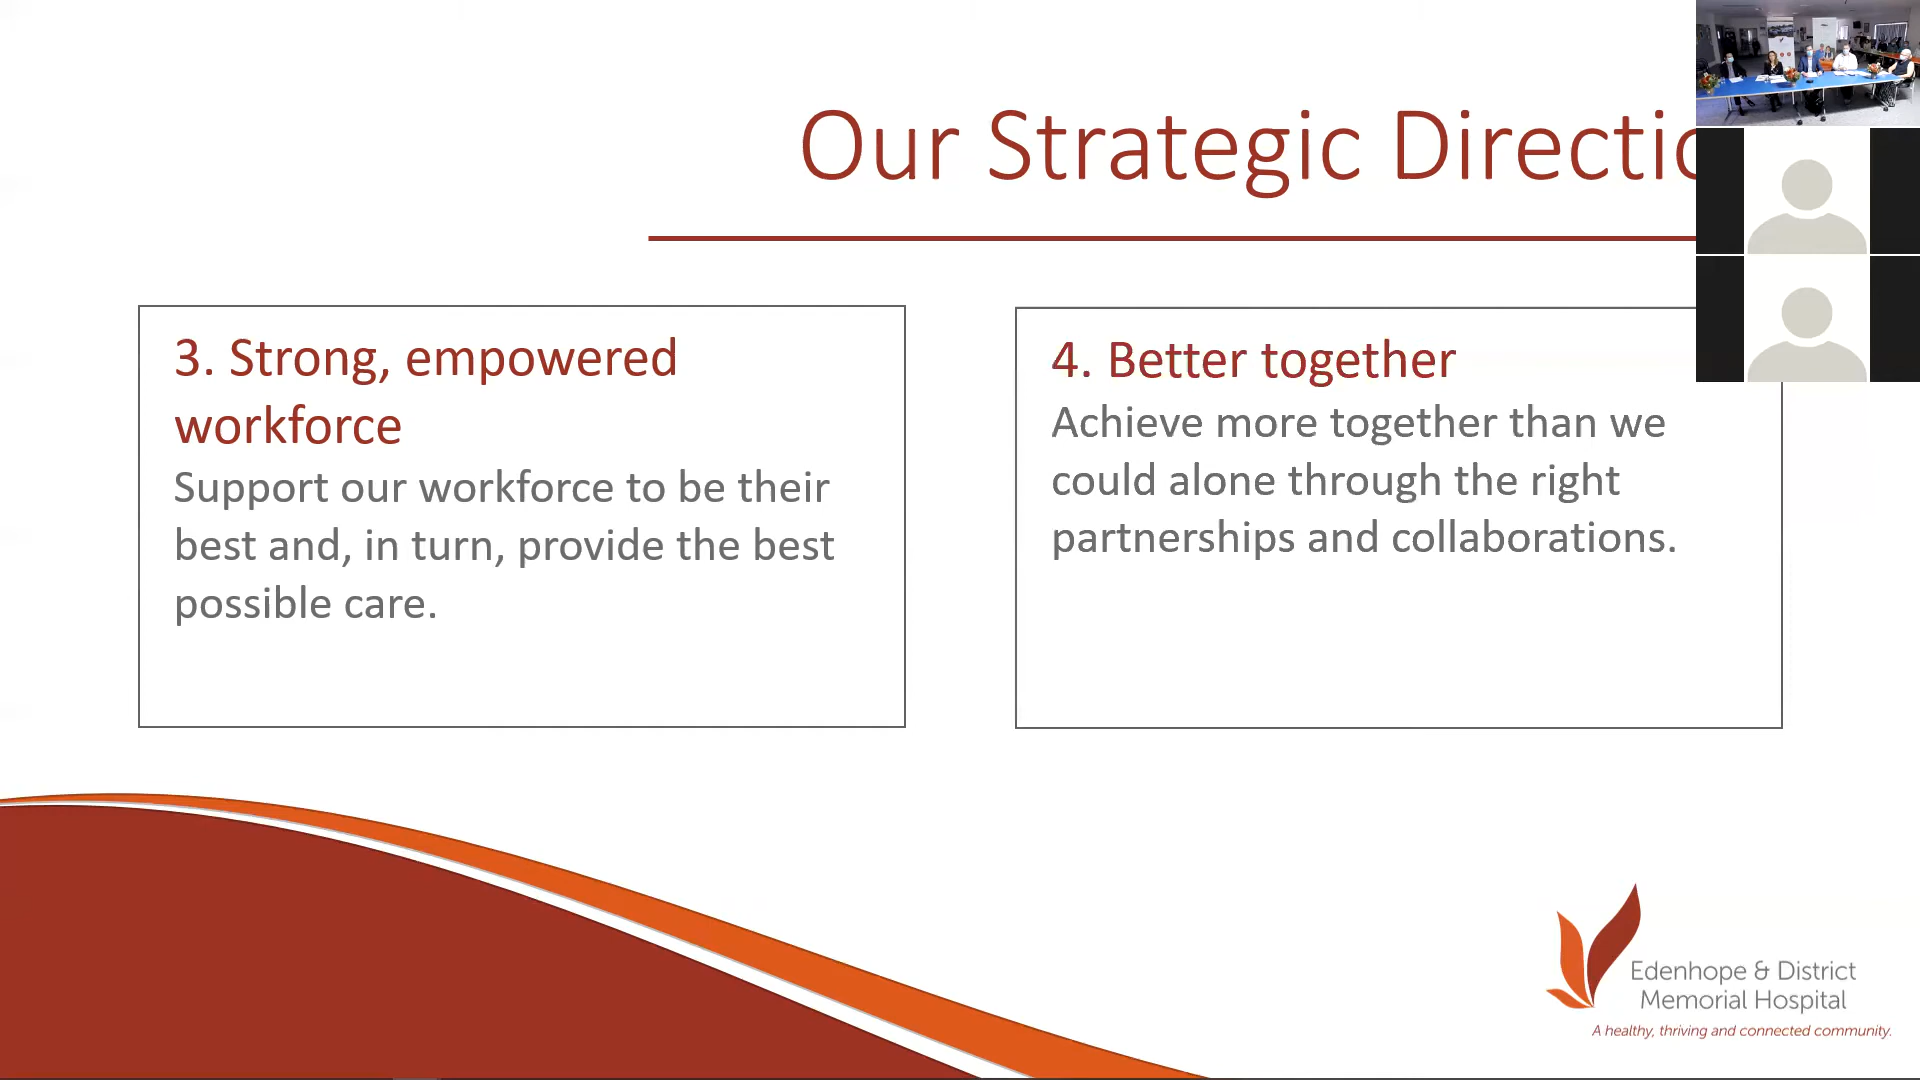 Our Strategic Directio
3. Strong, empowered
workforce
Support our workforce to be their
best and, in turn, provide the best
possible care.
4. Better together
Achieve more together than we
could alone through the right
partnerships and collaborations.
Edenhope & District
Memorial Hospital
A healthy, thriving and connected community.